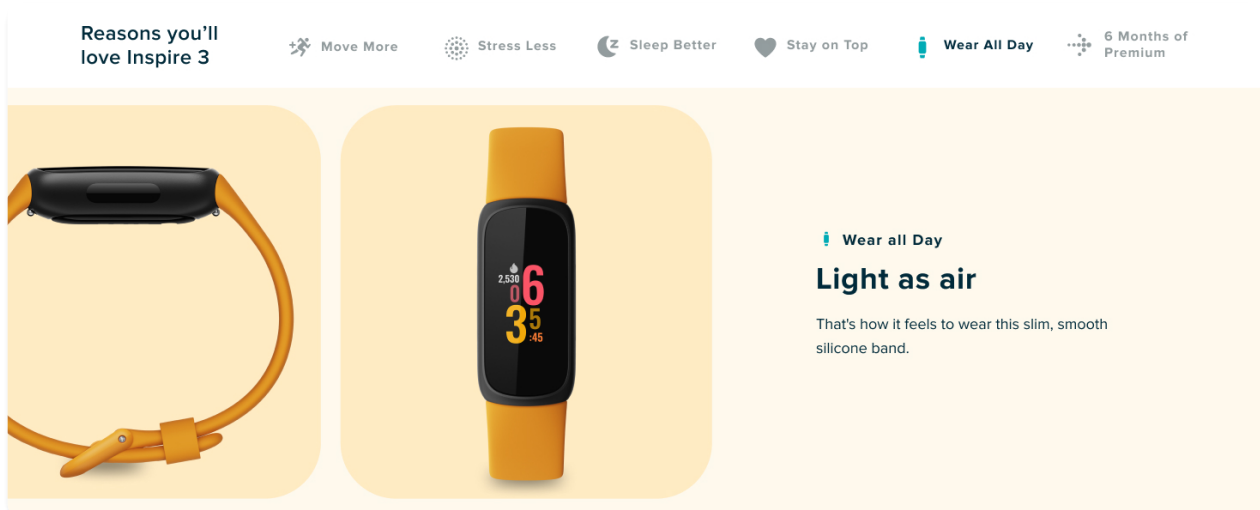 Reasons you'll
love Inspire 3
Move More
Stress Less
Sleep Better
Stay on Top
Wear All Day
6 Months of
Premium
2,530
06
35
:45
Wear all Day
Light as air
That's how it feels to wear this slim, smooth
silicone band.